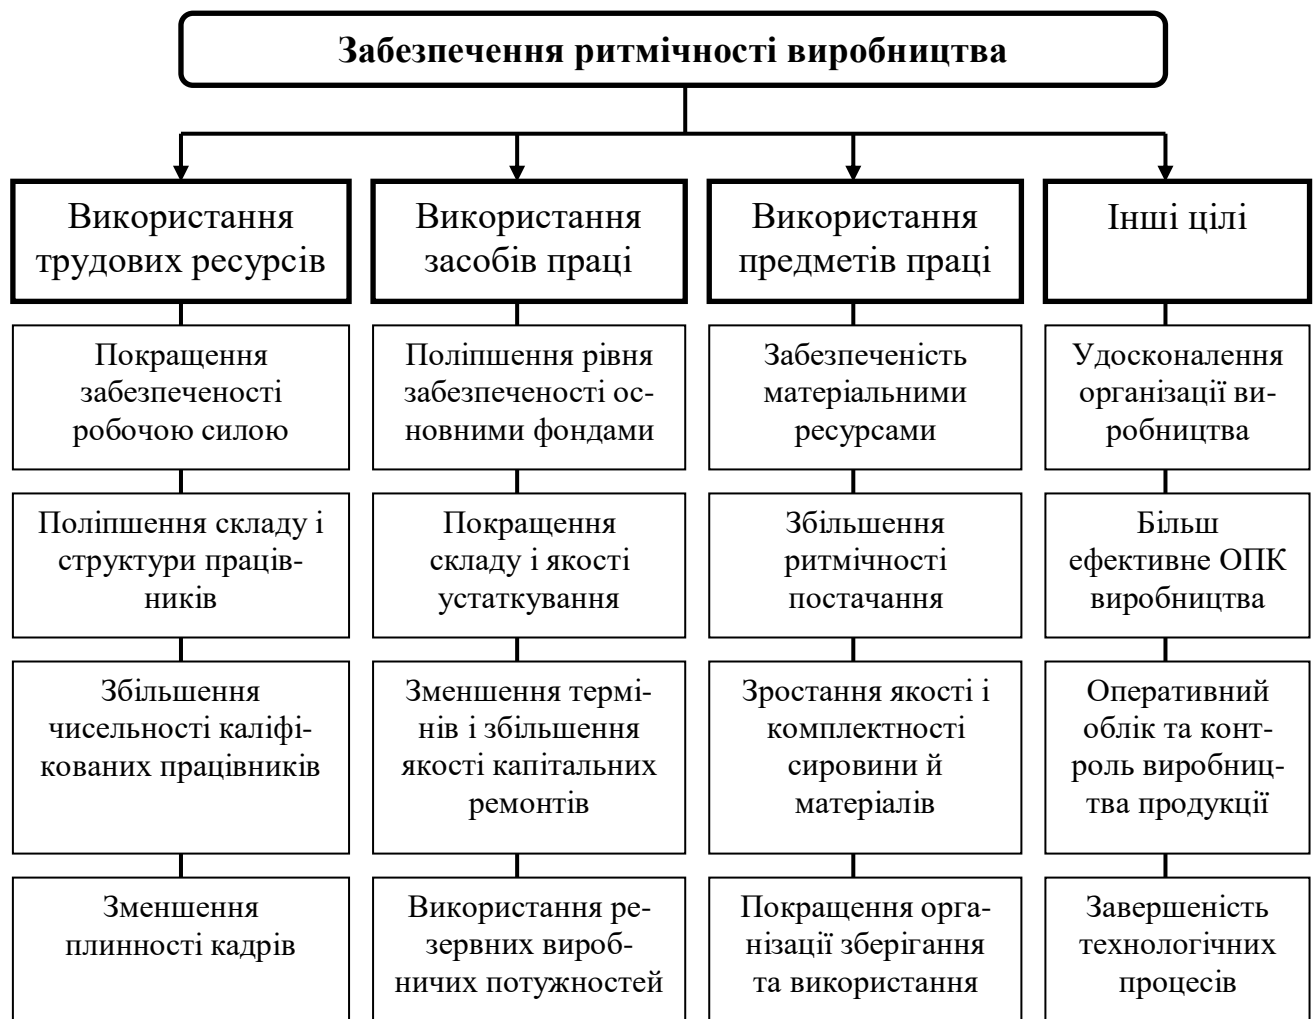 Забезпечення ритмічності виробництва
Використання
трудових ресурсів
Використання
засобів праці
Використання
предметів праці
Інші цілі
Покращення
забезпеченості
робочою силою
Поліпшення рівня
забезпеченості ос-
новними фондами
Забезпеченість
матеріальними
ресурсами
Удосконалення
організації ви-
робництва
Поліпшення складу і
структури праців-
ників
Покращення
складу і якості
устаткування
Збільшення
ритмічності
постачання
Більш
ефективне ОПК
виробництва
Збільшення
чисельності каліфі-
кованих працівників
Зменшення термі-
нів і збільшення
якості капітальних
ремонтів
Зростання якості і
комплектності
сировини й
матеріалів
Оперативний
облік та конт-
роль виробниц-
тва продукції
Зменшення
плинності кадрів
Використання ре-
зервних вироб-
ничих потужностей
Покращення орга-
нізації зберігання
та використання
Завершеність
технологічних
процесів